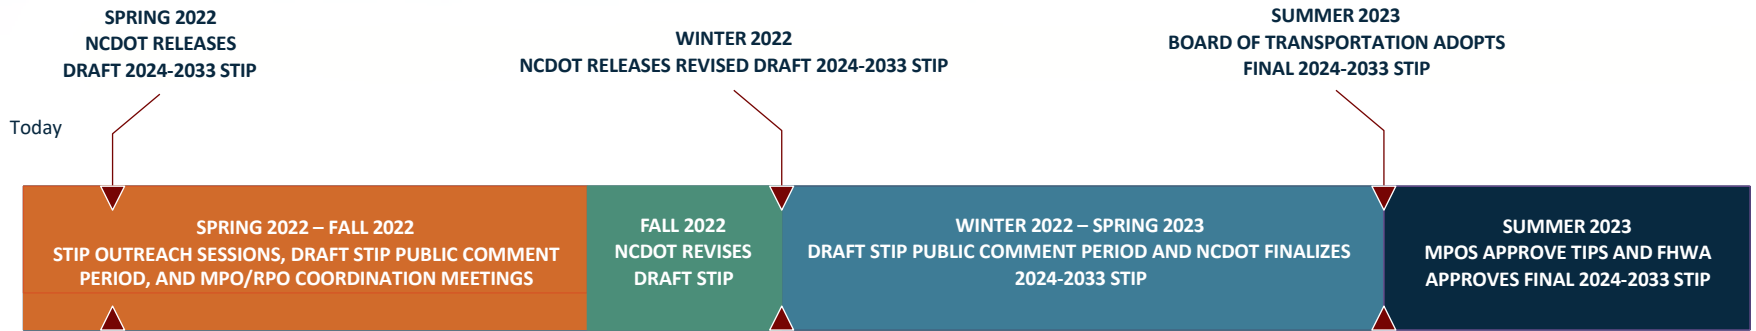 SPRING 2022
NCDOT RELEASES
DRAFT 2024-2033 STIP
WINTER 2022
NCDOT RELEASES REVISED DRAFT 2024-2033 STIP
SUMMER 2023
BOARD OF TRANSPORTATION ADOPTS
FINAL 2024-2033 STIP
Today
SPRING 2022 – FALL 2022
STIP OUTREACH SESSIONS, DRAFT STIP PUBLIC COMMENT
PERIOD, AND MPO/RPO COORDINATION MEETINGS
FALL 2022
NCDOT REVISES
DRAFT STIP
WINTER 2022 – SPRING 2023
DRAFT STIP PUBLIC COMMENT PERIOD AND NCDOT FINALIZES
2024-2033 STIP
SUMMER 2023
MPOS APPROVE TIPS AND FHWA
APPROVES FINAL 2024-2033 STIP